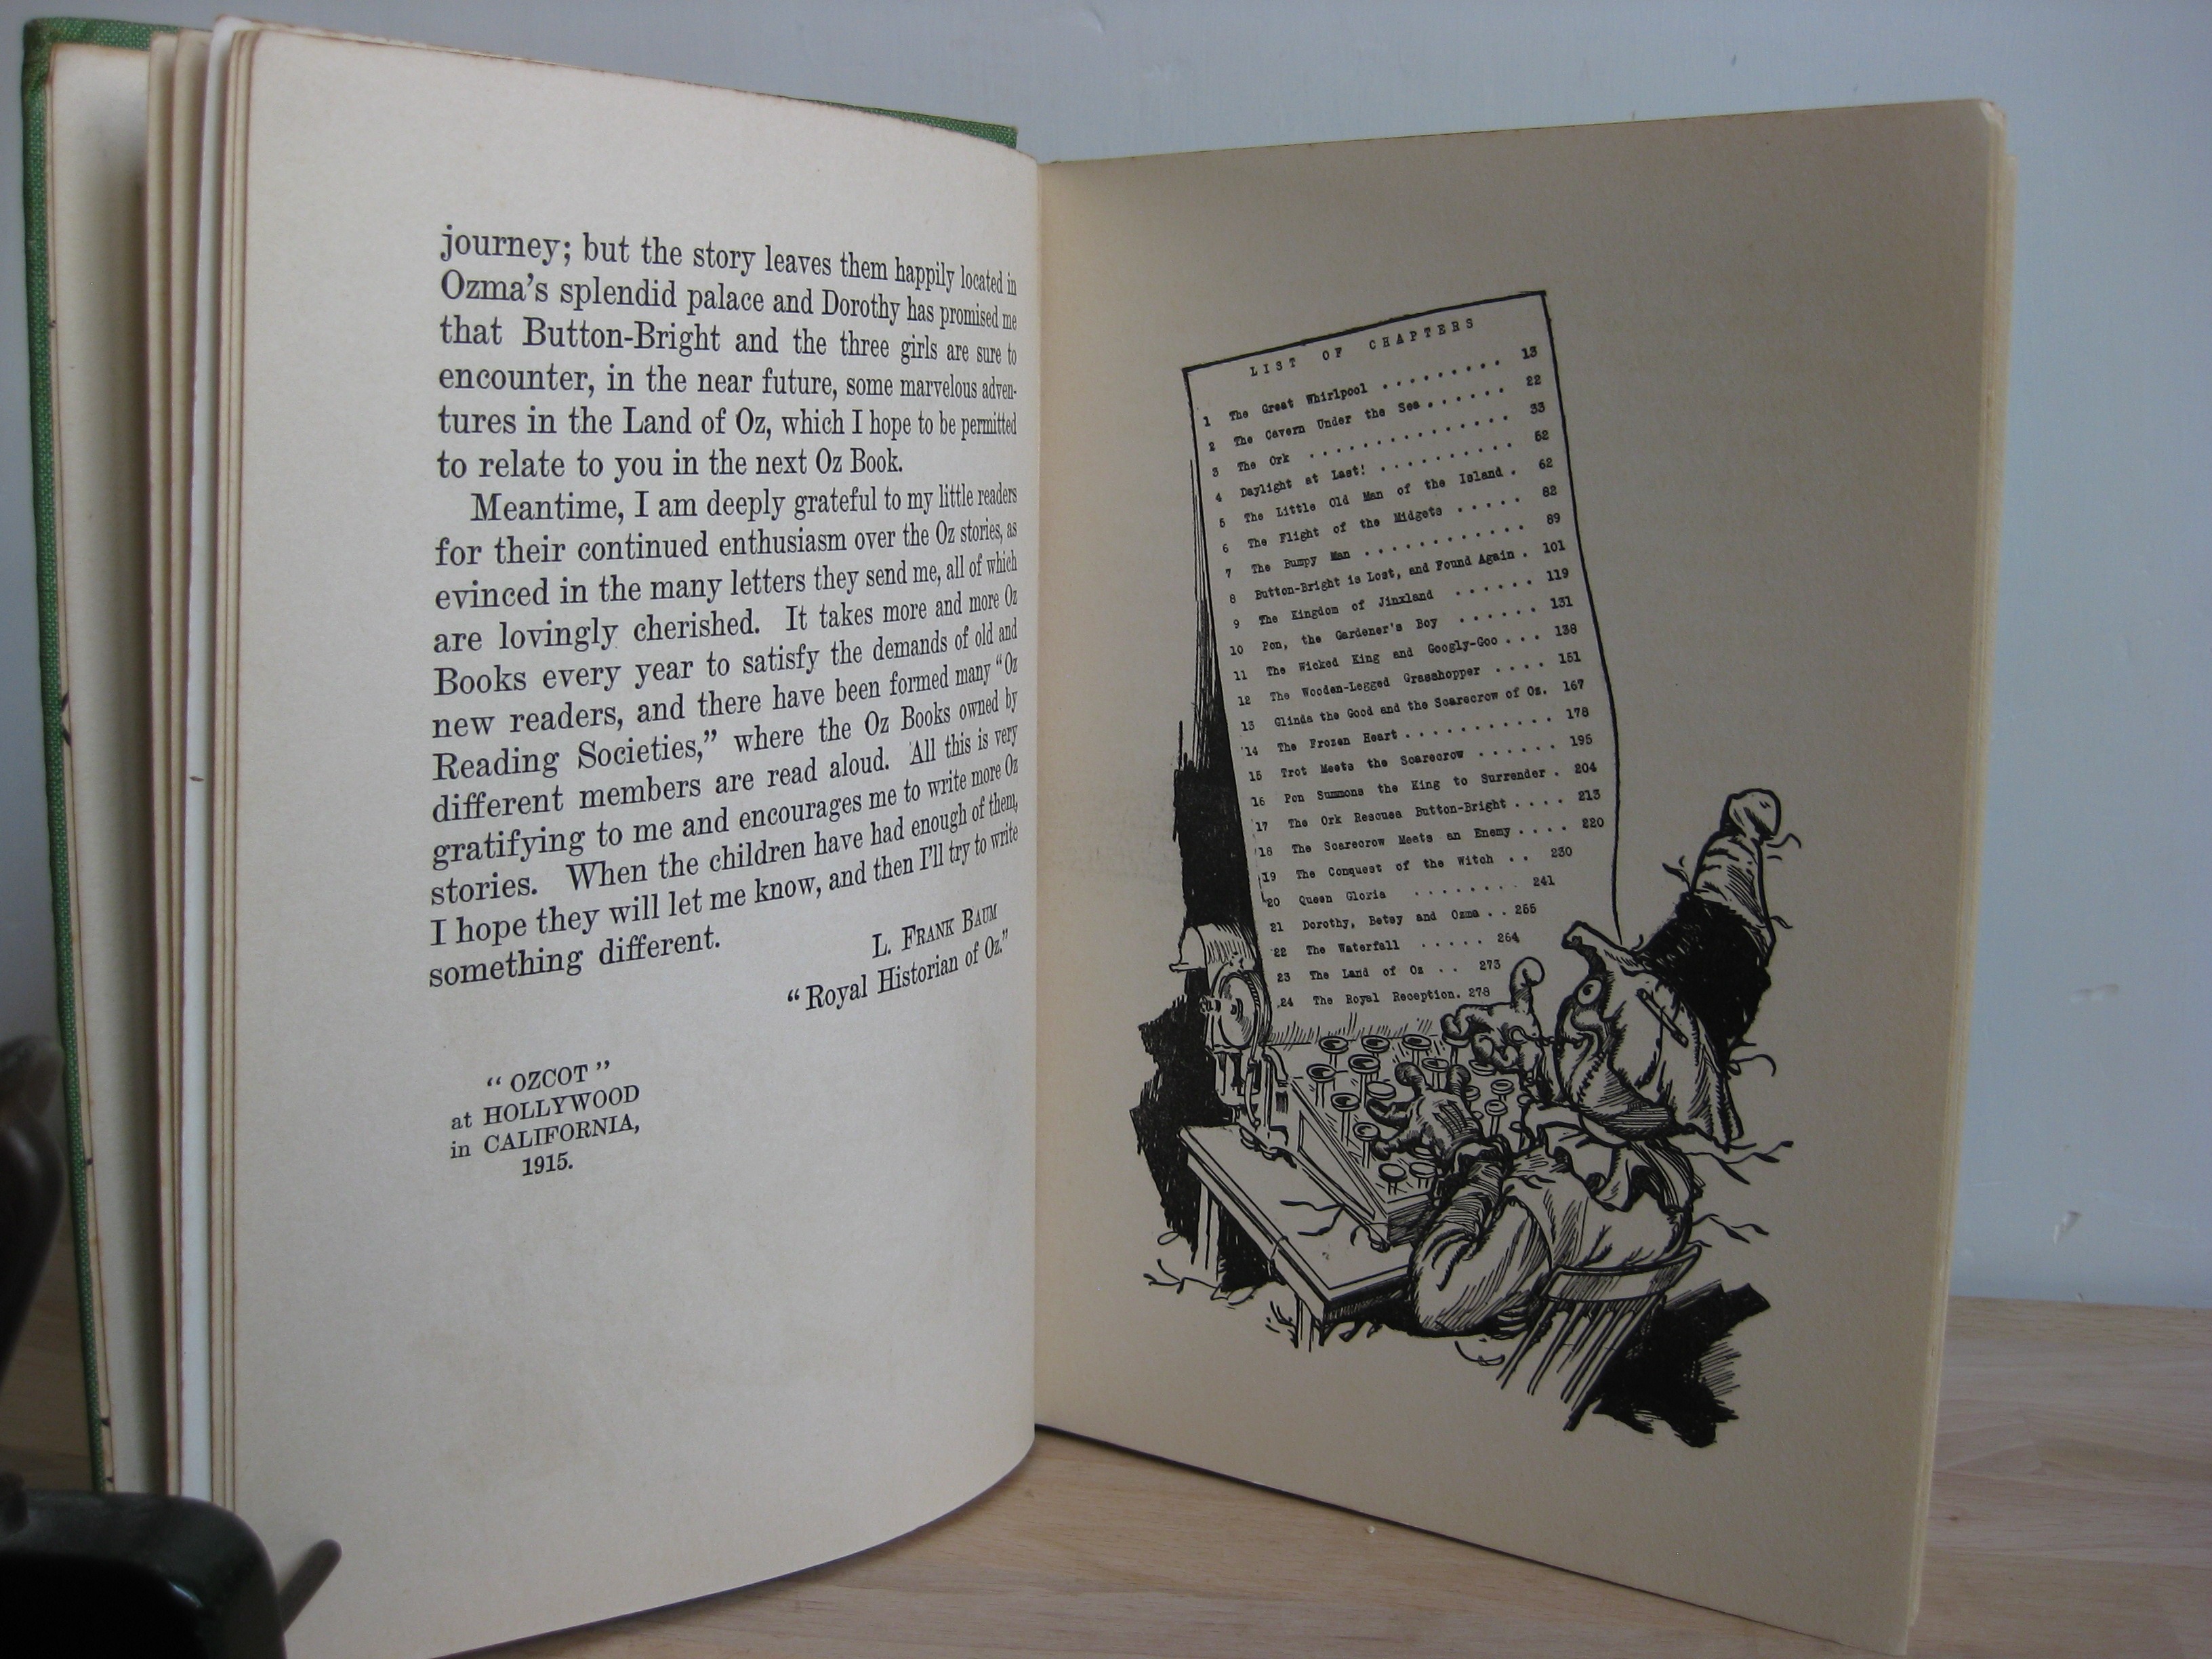 journey; but the story leaves them happily located in
Ozma's splendid palace and Dorothy has promised me
that Button-Bright and the three girls are sure to
encounter, in the near future, some marvelous adven-
tures in the Land of Oz, which I hope to be permitted
to relate to you in the next Oz Book.
Meantime, I am deeply grateful to my little readers
for their continued enthusiasm over the Oz stories, as
evinced in the many letters they send me, all of which
are lovingly cherished. It takes more and more Oz
Books every year to satisfy the demands of old and
new readers, and there have been formed many “Oz
Reading Societies,” where the Oz Books owned by
different members are read aloud. All this is very
gratifying to me and encourages me to write more Oz
stories. When the children have had enough of them,
I hope they will let me know, and then I'll try to write
something different.
L. FRANK BAUM
“Royal Historian of Oz.”
“OZCOT”
at HOLLYWOOD
in CALIFORNIA,
1915.
LIST OF CHAPTERS
1 The Great Whirlpool . . . . . . . . . 13
2 The Cavern Under the Sea . . . . . . 22
3 The Ork . . . . . . . . . . . . . . 33
4 Daylight at Last! . . . . . . . . . . 52
5 The Little Old Man of the Island . 62
6 The Flight of the Midgets . . . . . 82
7 The Bumpy Man . . . . . . . . . . . . 89
8 Button-Bright is Lost, and Found Again . 101
9 The Kingdom of Jinxland . . . . . . 119
10 Pon, the Gardener's Boy . . . . . . 131
11 The Wicked King and Googly-Goo . . . 138
12 The Wooden-Legged Grasshopper . . . . 151
13 Glinda the Good and the Scarecrow of Oz. 167
14 The Frozen Heart . . . . . . . . . . . 178
15 Trot Meets the Scarecrow . . . . . . 195
16 Pon Summons the King to Surrender . 204
17 The Ork Rescues Button-Bright . . . . 213
18 The Scarecrow Meets an Enemy . . . . 220
19 The Conquest of the Witch . . 230
20 Queen Gloria . . . . . . . . 241
21 Dorothy, Betsy and Ozma . . 255
22 The Waterfall . . . . . 264
23 The Land of Oz . . 273
24 The Royal Reception. 278